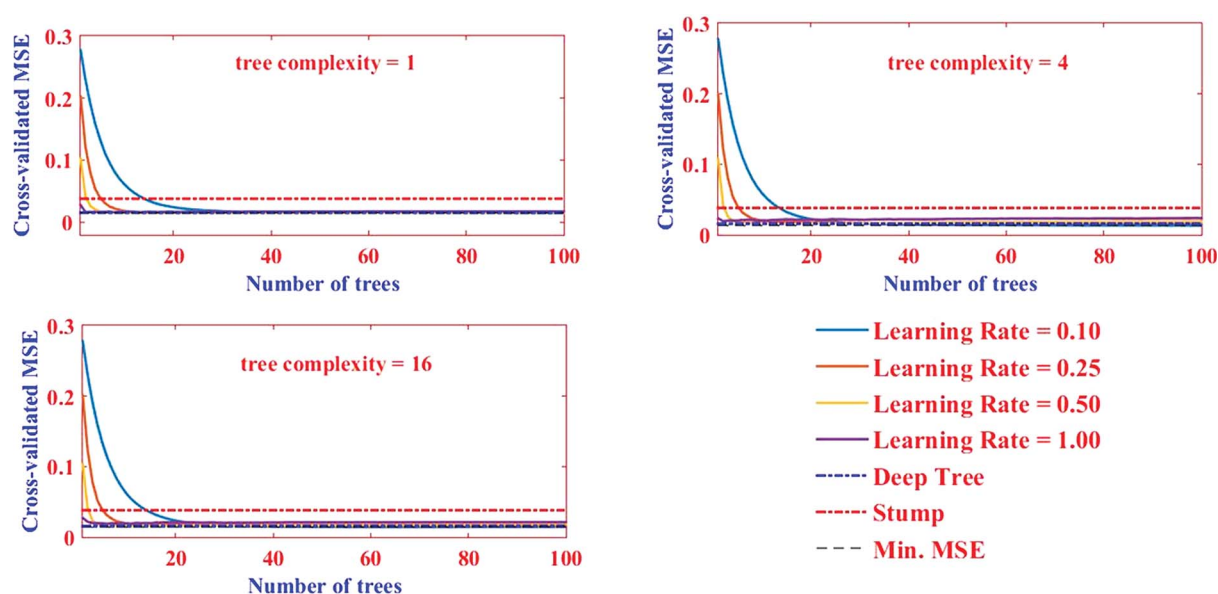 Cross-validated MSE
0.3
0.2
0.1
0
tree complexity = 1
20
40
60
80
100
Number of trees
Cross-validated MSE
0.3
0.2
0.1
0
tree complexity = 4
20
40
60
80
100
Number of trees
Cross-validated MSE
0.3
0.2
0.1
0
tree complexity = 16
20
40
60
80
100
Number of trees
Learning Rate = 0.10
Learning Rate = 0.25
Learning Rate = 0.50
Learning Rate = 1.00
Deep Tree
Stump
Min. MSE